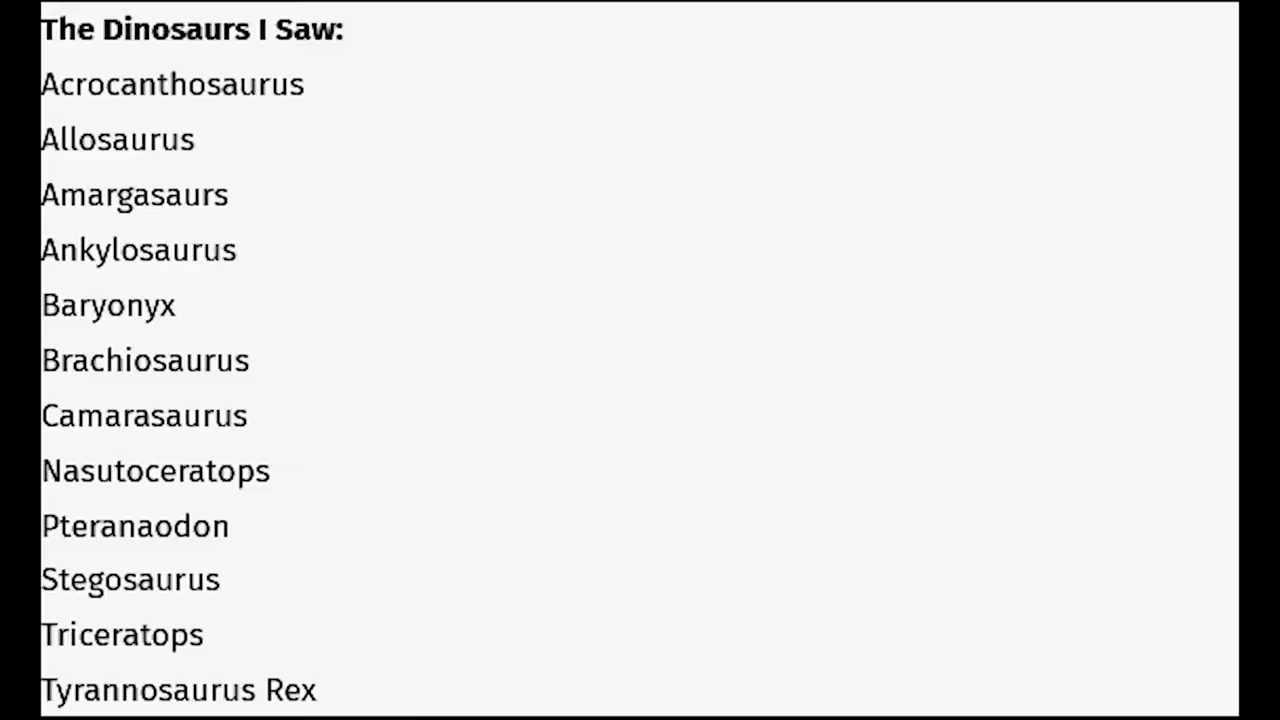 The Dinosaurs I Saw:
Acrocanthosaurus
Allosaurus
Amargasaurs
Ankylosaurus
Baryonyx
Brachiosaurus
Camarasaurus
Nasutoceratops
Pteranaodon
Stegosaurus
Triceratops
Tyrannosaurus Rex